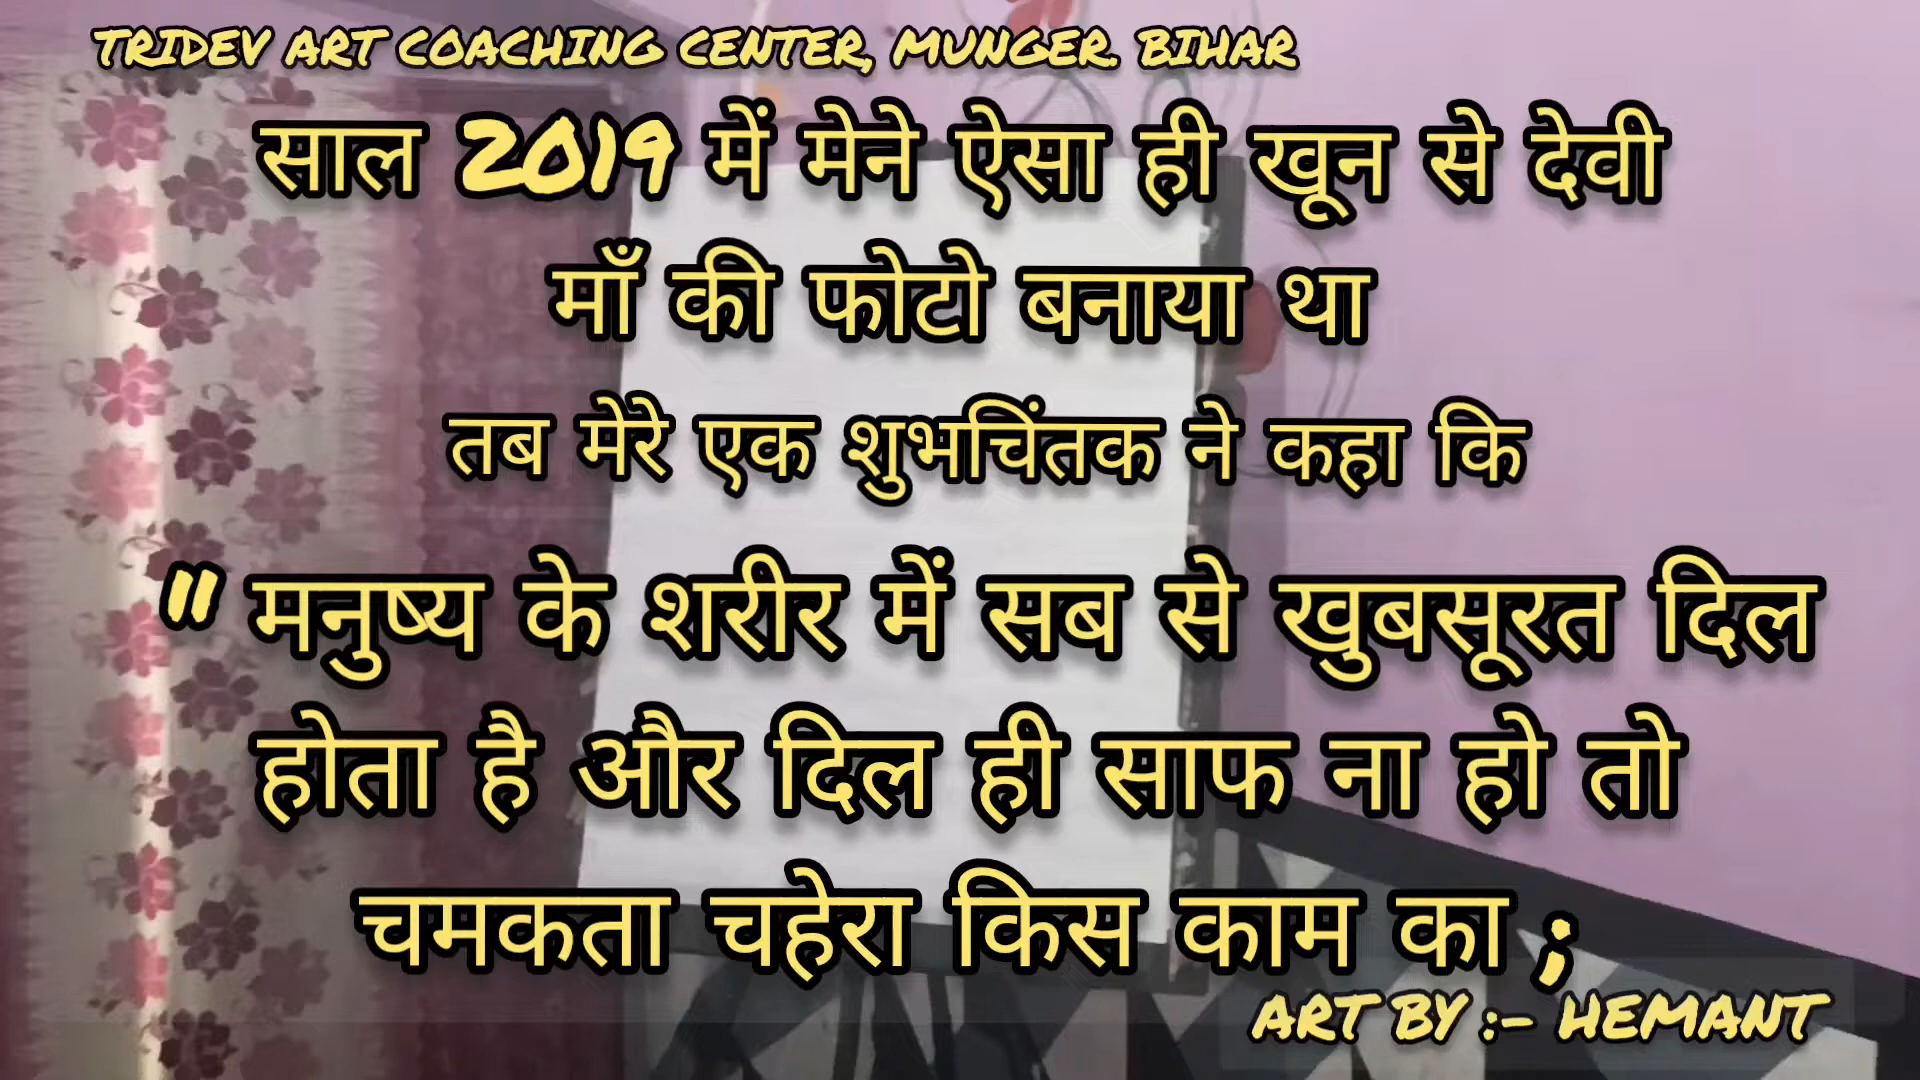 TRIDEV ART COACHING CENTER, MUNGER. BIHAR
साल 2019 में मेने ऐसा ही खून से देवी
माँ की फोटो बनाया था
तब मेरे एक शुभचिंतक ने कहा कि
" मनुष्य के शरीर में सब से खुबसूरत दिल
होता है और दिल ही साफ ना हो तो
चमकता चहेरा किस काम का ;
ART BY :- HEMANT